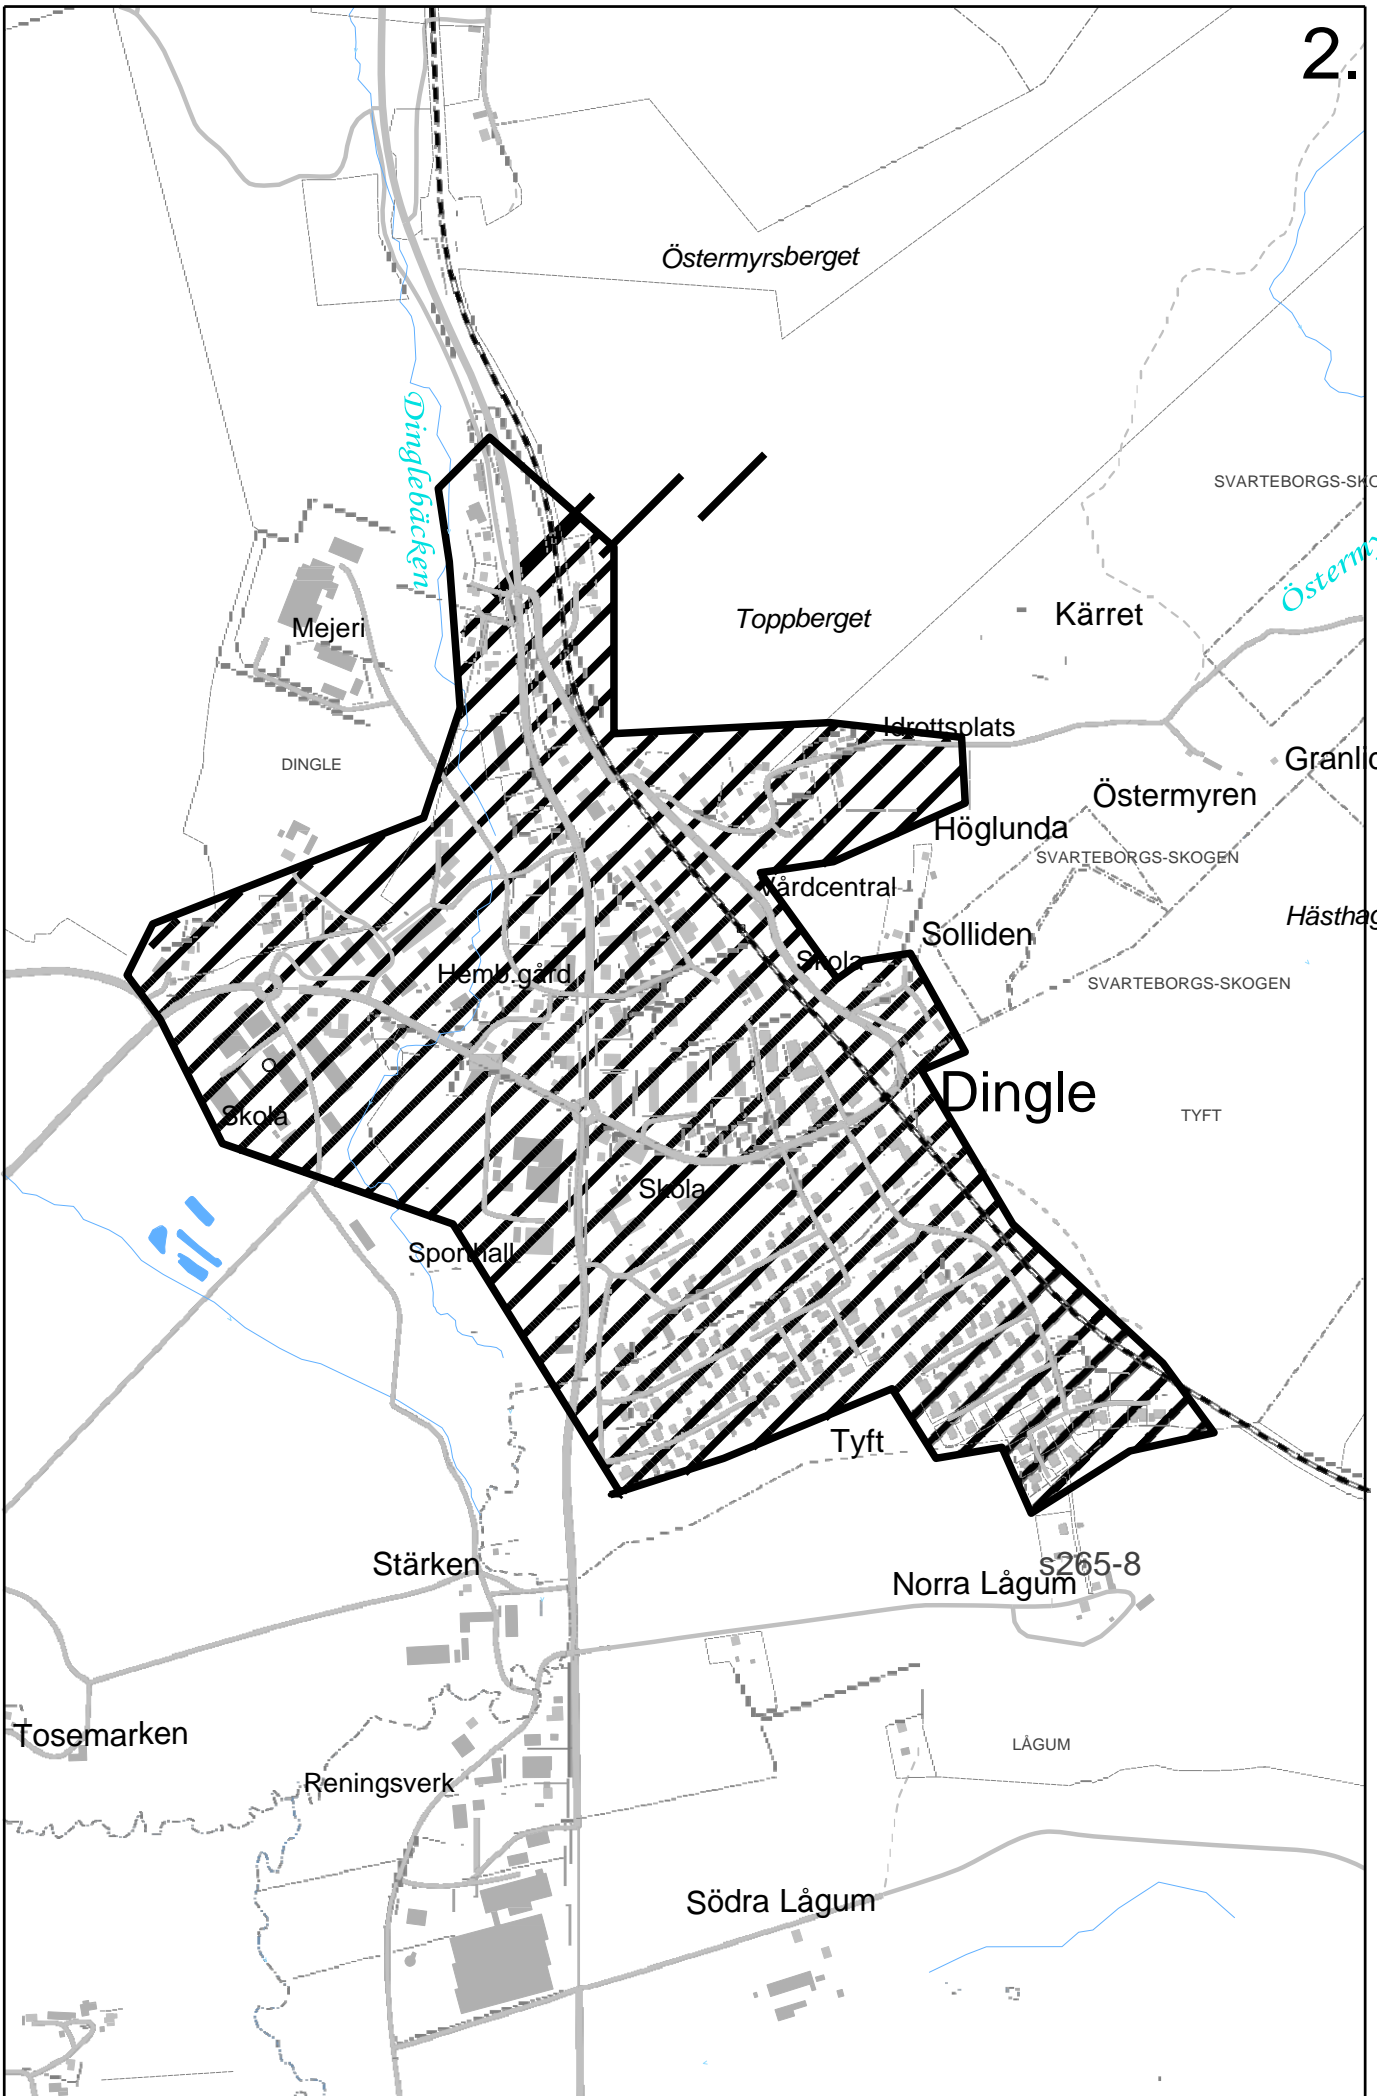 2.
Östermyrsberget
Dinglebäcken
SVARTEBORGS-SKO
Östermy
Mejeri
Toppberget
Kärret
Idrottsplats
DINGLE
Granlid
Östermyren
Höglunda
SVARTEBORGS-SKOGEN
Vårdcentral
Hästhag
Solliden
Skola
Hemb.gård
SVARTEBORGS-SKOGEN
Dingle
Skola
TYFT
Skola
Sporthall
Tyft
Stärken
s265-8
Norra Lågum
Tosemarken
LÅGUM
Reningsverk
Södra Lågum